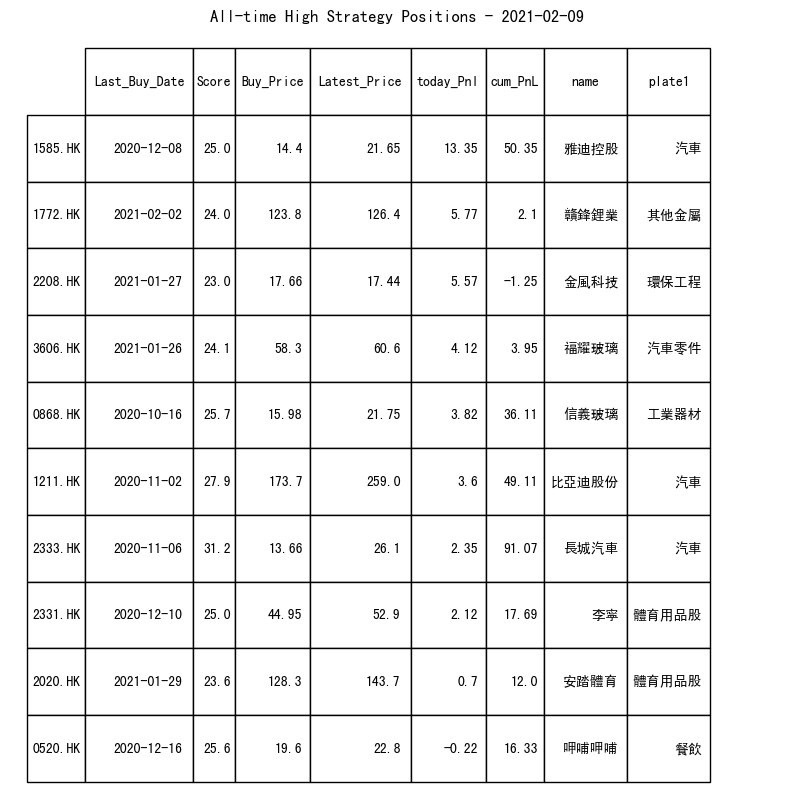 All-time High Strategy Positions - 2021-02-09
Last_Buy_Date Score Buy_Price Latest_Price today_Pnl cum_PnL name plate1
1585.HK 2020-12-08 25.0 14.4 21.65 13.35 50.35 雅迪控股 汽車
1772.HK 2021-02-02 24.0 123.8 126.4 5.77 2.1 贛鋒鋰業 其他金屬
2208.HK 2021-01-27 23.0 17.66 17.44 5.57 -1.25 金風科技 環保工程
3606.HK 2021-01-26 24.1 58.3 60.6 4.12 3.95 福耀玻璃 汽車零件
0868.HK 2020-10-16 25.7 15.98 21.75 3.82 36.11 信義玻璃 工業器材
1211.HK 2020-11-02 27.9 173.7 259.0 3.6 49.11 比亞迪股份 汽車
2333.HK 2020-11-06 31.2 13.66 26.1 2.35 91.07 長城汽車 汽車
2331.HK 2020-12-10 25.0 44.95 52.9 2.12 17.69 李寧 體育用品股
2020.HK 2021-01-29 23.6 128.3 143.7 0.7 12.0 安踏體育 體育用品股
0520.HK 2020-12-16 25.6 19.6 22.8 -0.22 16.33 呷哺呷哺 餐飲